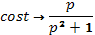 cost → p / (p² + 1)